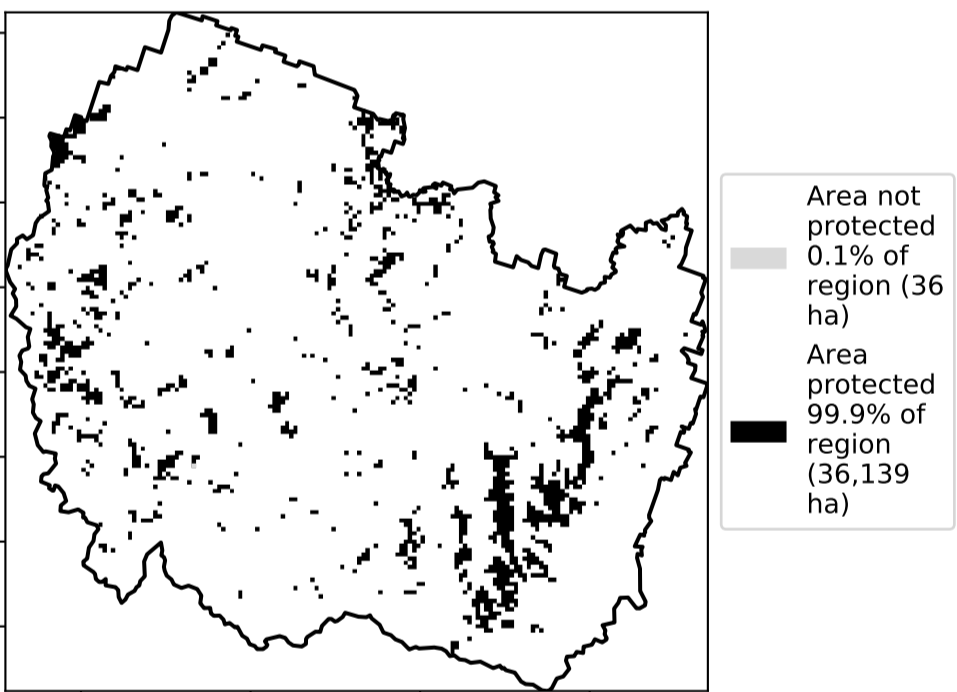 Area not
protected
0.1% of
region (36
ha)
Area
protected
99.9% of
region
(36,139
ha)